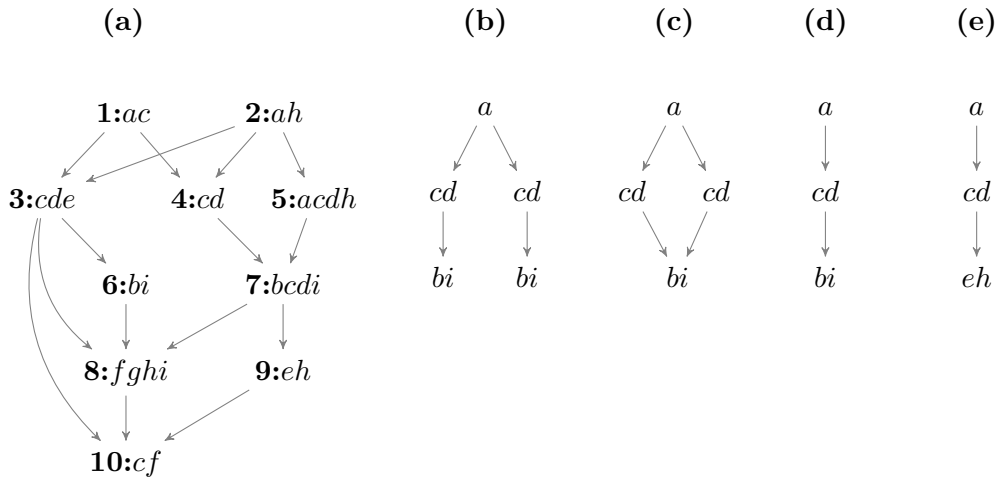 (a) (b) (c) (d) (e)
1:ac 2:ah a a a a
3:cde 4:cd 5:acdh cd cd cd cd cd cd
6:bi 7:bcdi bi bi bi bi eh
8:fghi 9:eh
10:cf